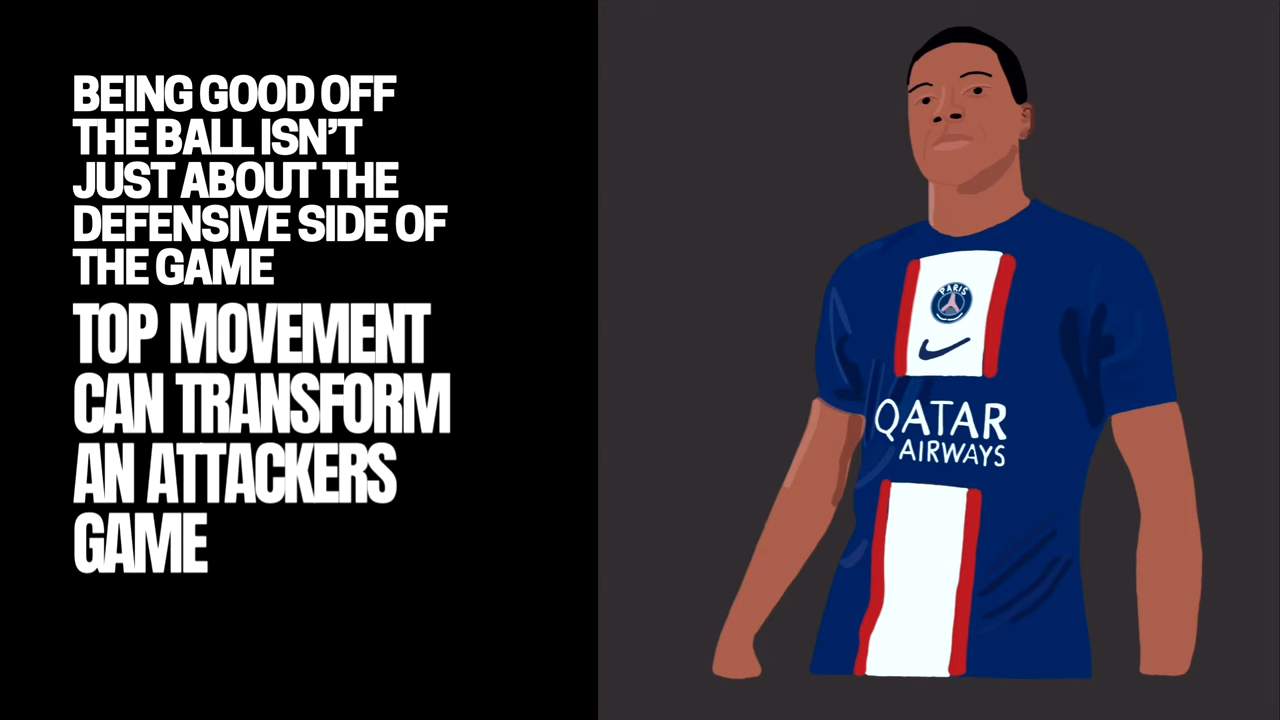 BEING GOOD OFF
THE BALL ISN’T
JUST ABOUT THE
DEFENSIVE SIDE OF
THE GAME
TOP MOVEMENT
CAN TRANSFORM
AN ATTACKERS
GAME
PARIS
QATAR
AIRWAYS